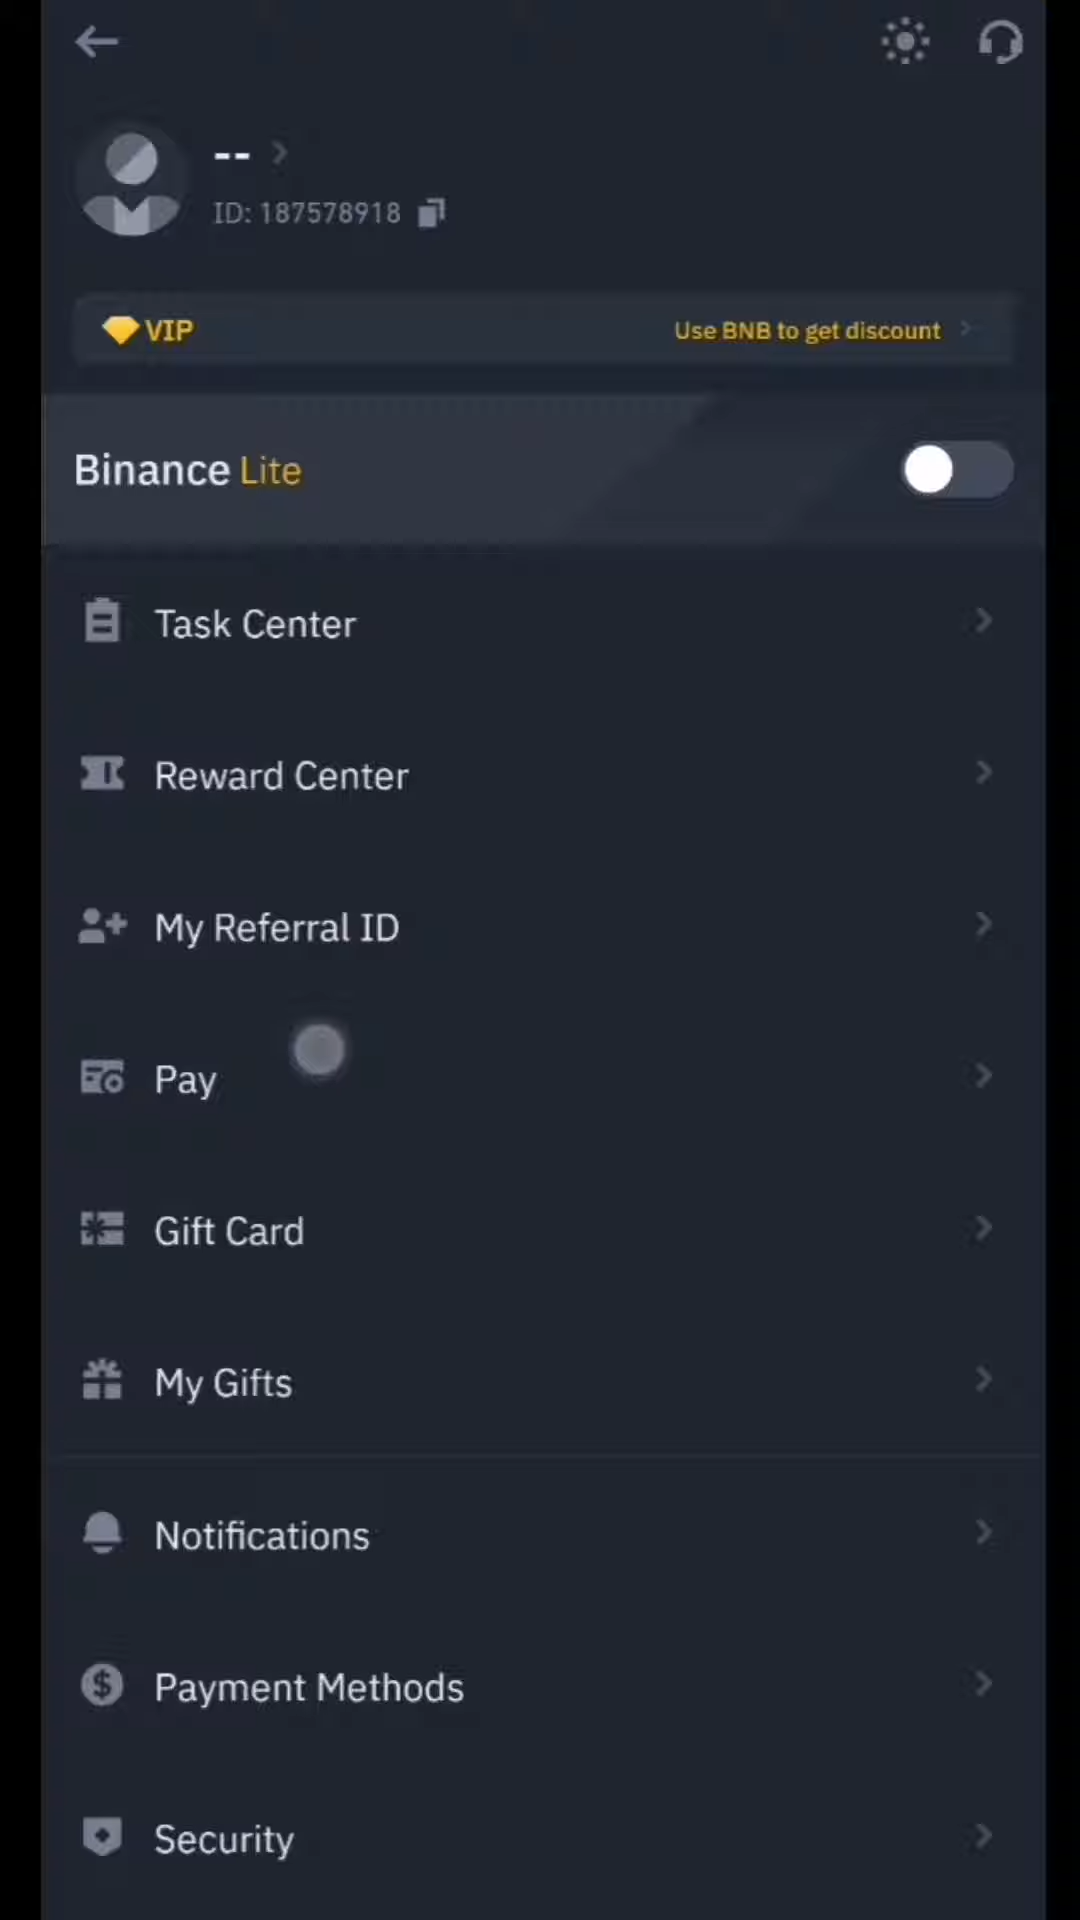 --
ID: 187578918
VIP
Use BNB to get discount
Binance Lite
Task Center
Reward Center
My Referral ID
Pay
Gift Card
My Gifts
Notifications
Payment Methods
Security